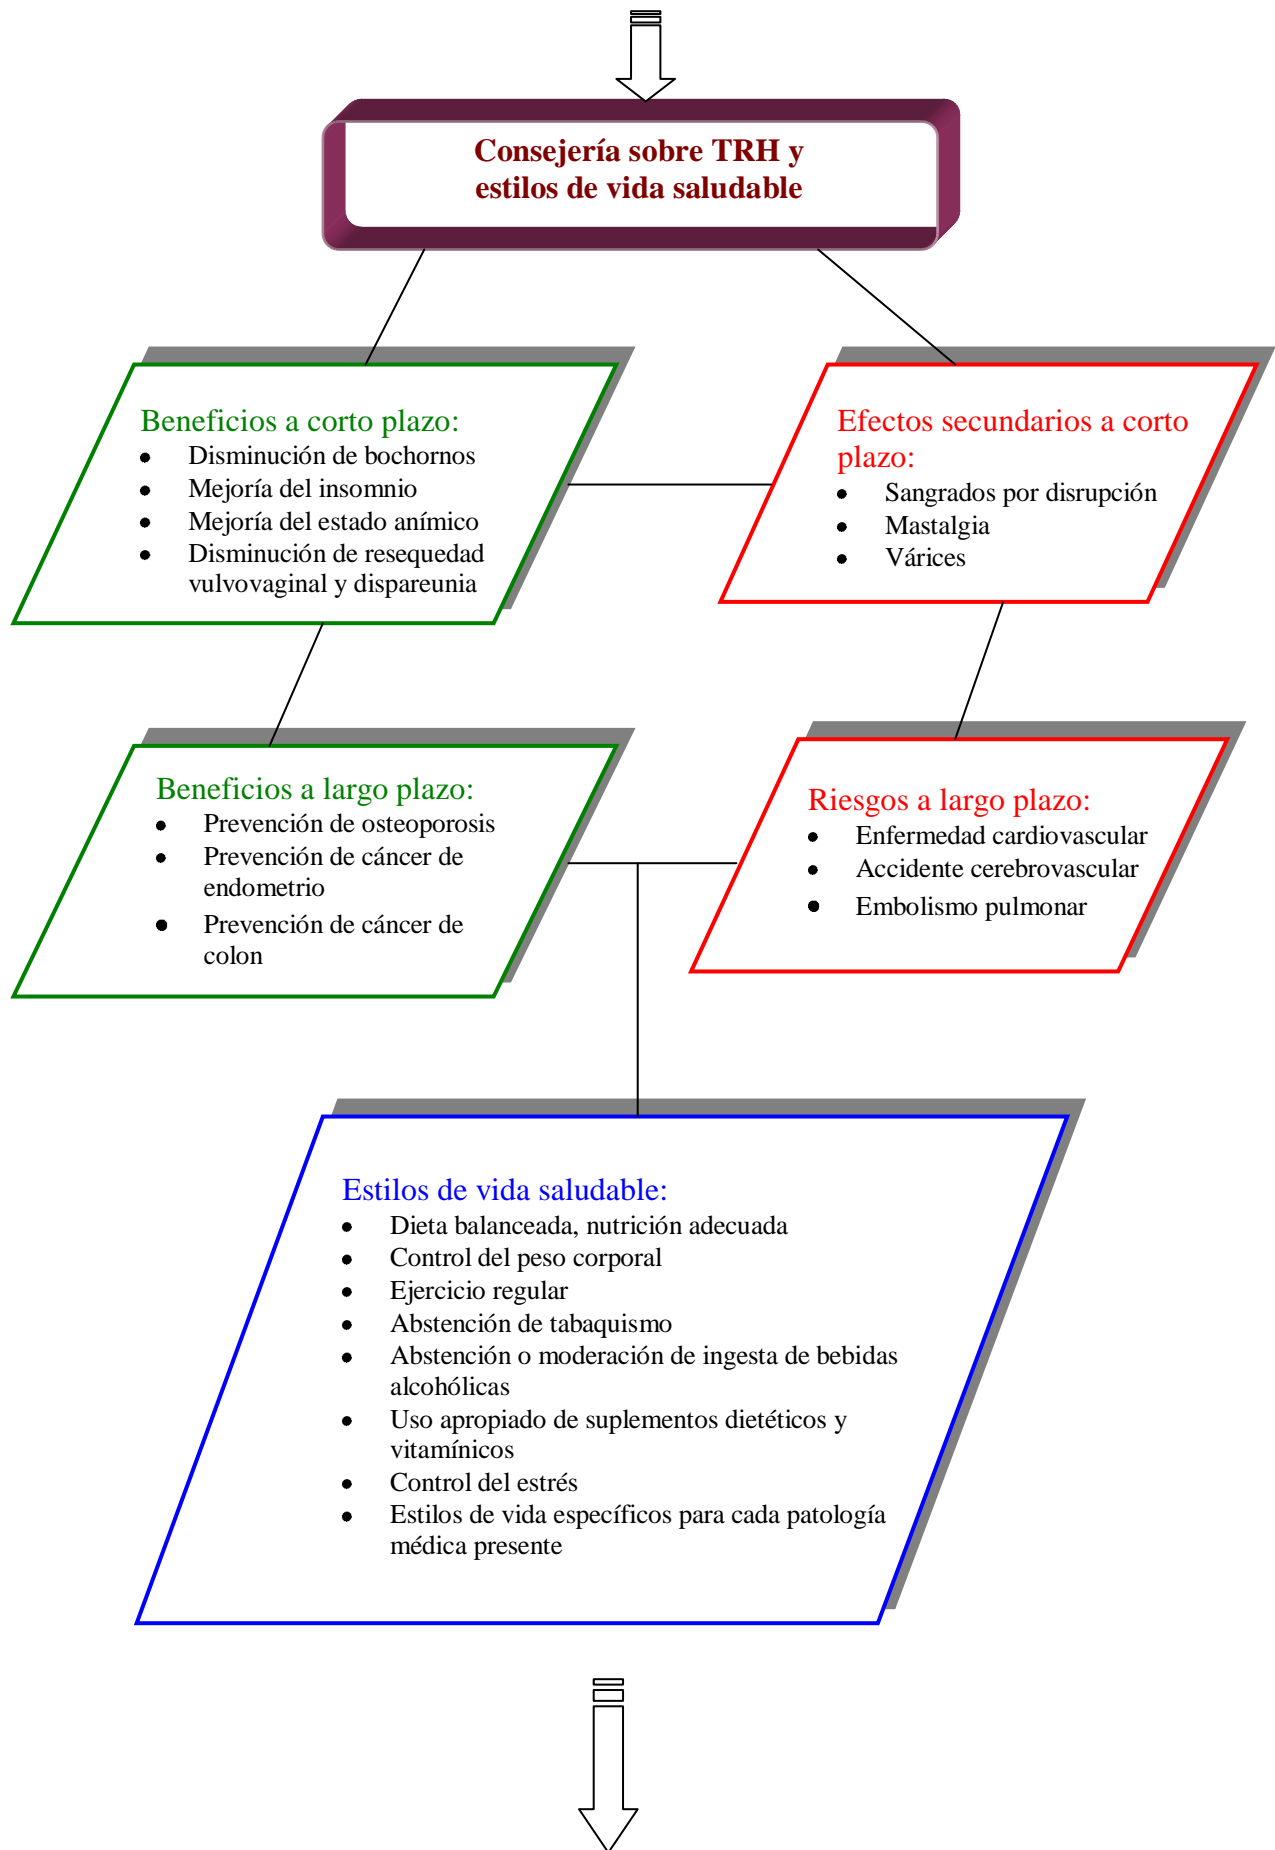 Consejería sobre TRH y
estilos de vida saludable
Beneficios a corto plazo:
• Disminución de bochornos
• Mejoría del insomnio
• Mejoría del estado anímico
• Disminución de resequedad
vulvovaginal y dispareunia
Efectos secundarios a corto
plazo:
• Sangrados por disrupción
• Mastalgia
• Várices
Beneficios a largo plazo:
• Prevención de osteoporosis
• Prevención de cáncer de
endometrio
• Prevención de cáncer de
colon
Riesgos a largo plazo:
• Enfermedad cardiovascular
• Accidente cerebrovascular
• Embolismo pulmonar
Estilos de vida saludable:
• Dieta balanceada, nutrición adecuada
• Control del peso corporal
• Ejercicio regular
• Abstención de tabaquismo
• Abstención o moderación de ingesta de bebidas
alcohólicas
• Uso apropiado de suplementos dietéticos y
vitamínicos
• Control del estrés
• Estilos de vida específicos para cada patología
médica presente